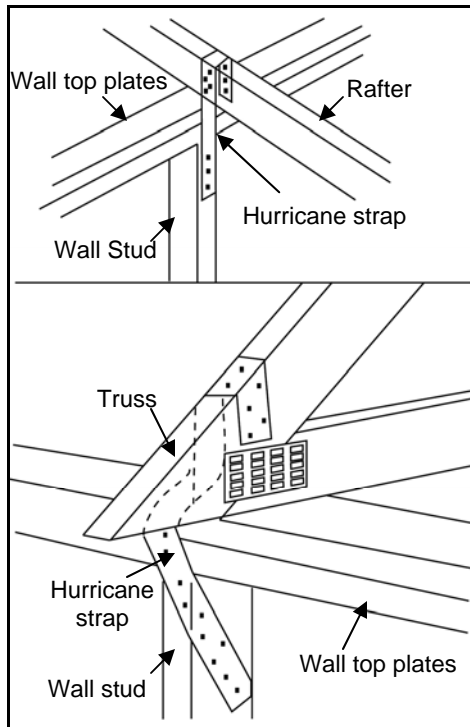 Wall top plates
Rafter
Hurricane strap
Wall Stud
Truss
Hurricane
strap
Wall stud
Wall top plates